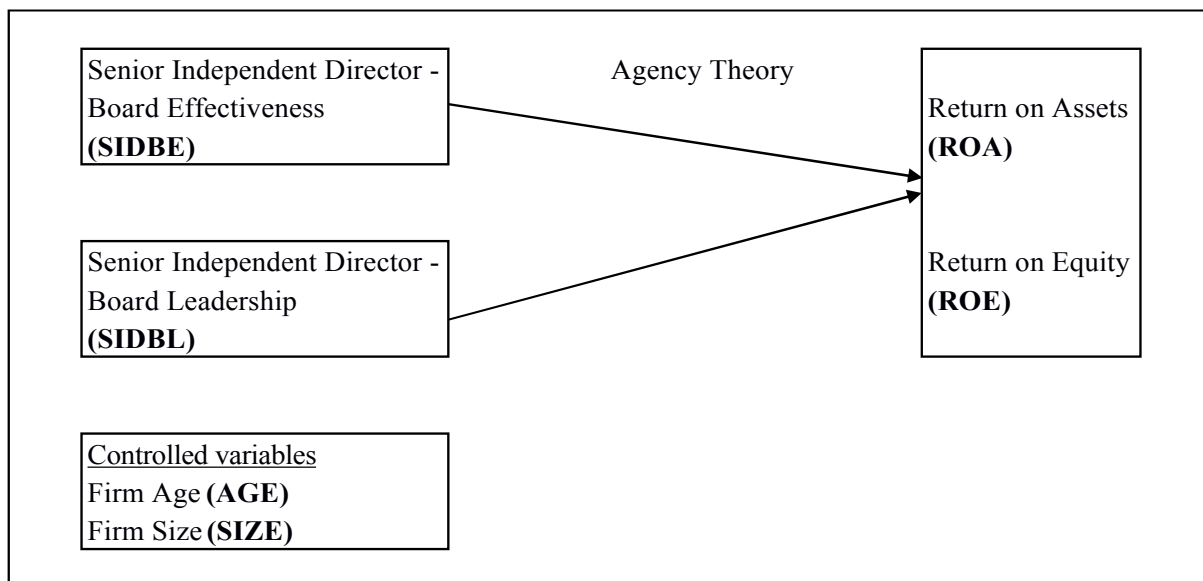 Senior Independent Director -
Board Effectiveness
(SIDBE)
Agency Theory
Return on Assets
(ROA)
Senior Independent Director -
Board Leadership
(SIDBL)
Return on Equity
(ROE)
Controlled variables
Firm Age (AGE)
Firm Size (SIZE)